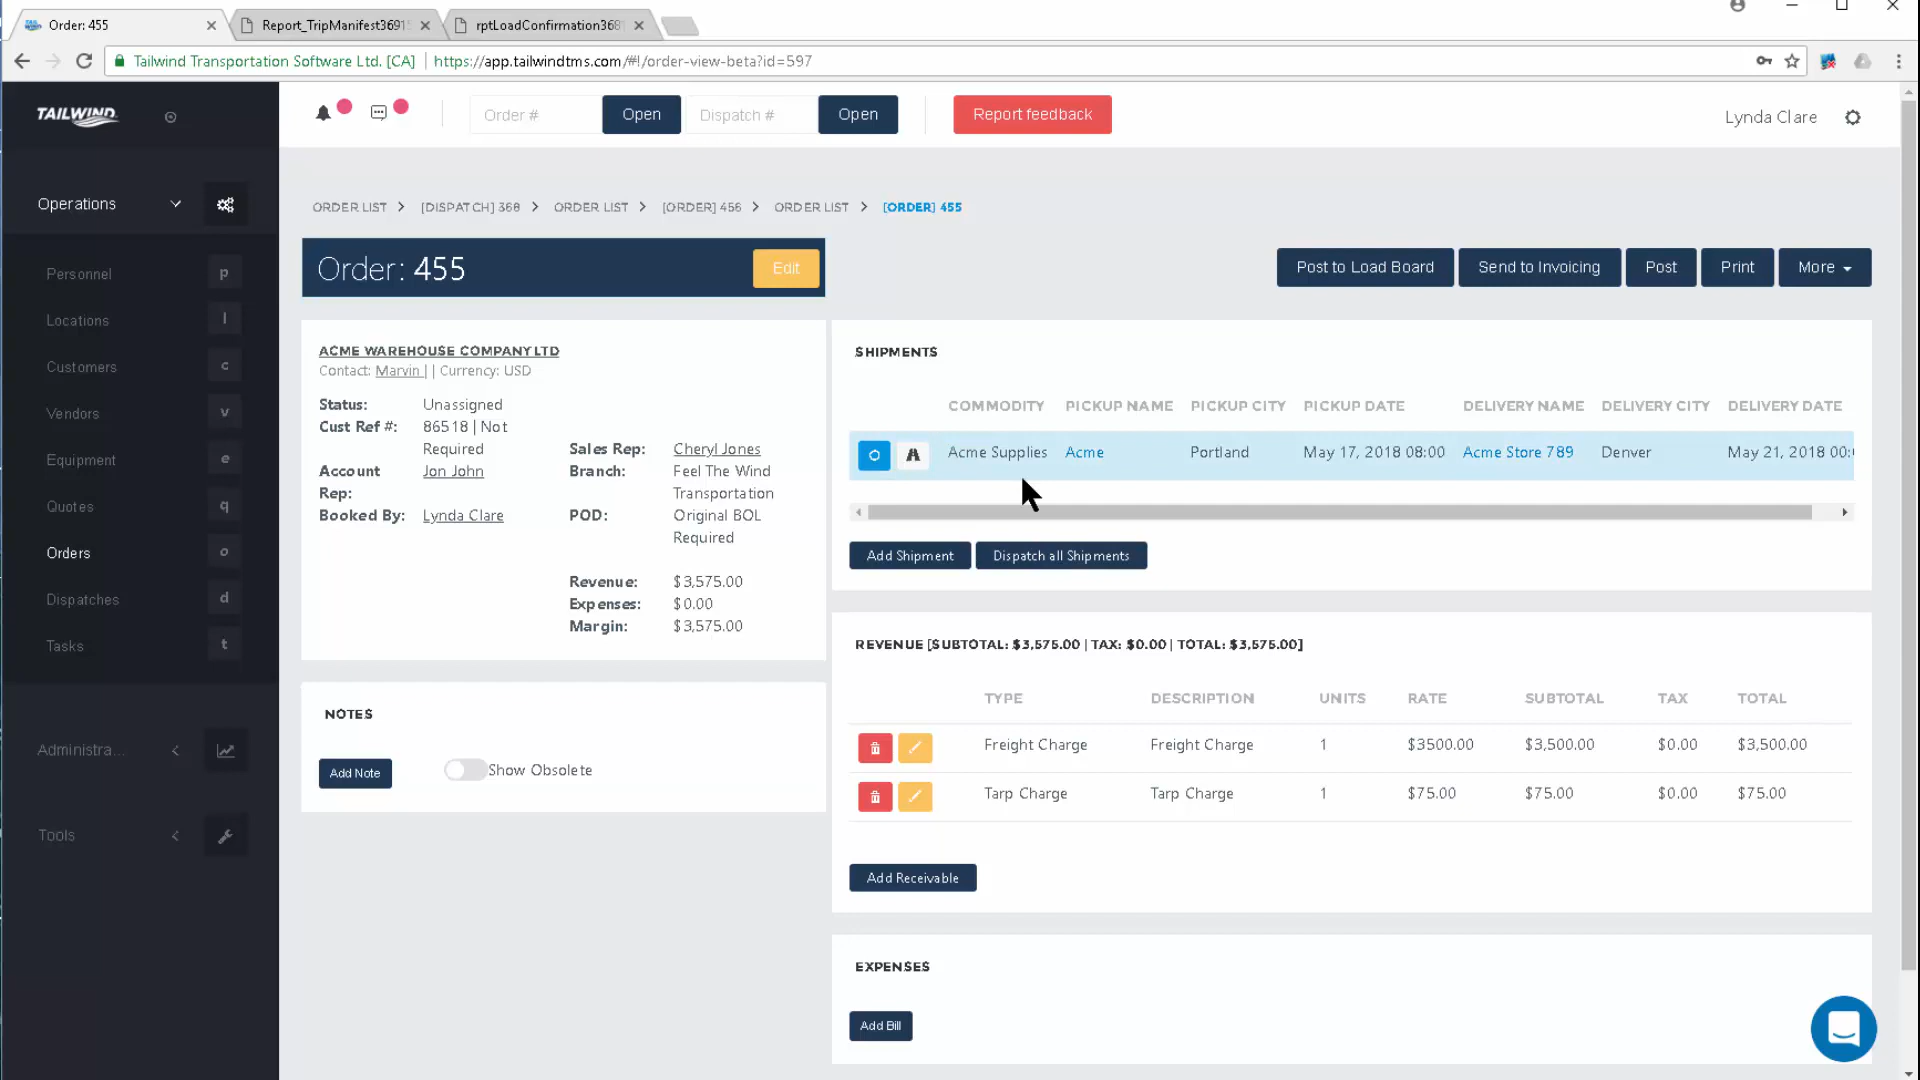 Order: 455
Report_TripManifest3691
rptLoadConfirmation368
Tailwind Transportation Software Ltd. [CA]
https://app.tailwindtms.com/#!/order-view-beta?id=597
TAILWIND
Order #
Open
Dispatch #
Open
Report feedback
Lynda Clare
Operations
Personnel
p
Locations
l
Customers
c
Vendors
v
Equipment
e
Quotes
q
Orders
o
Dispatches
d
Tasks
t
Administra...
Tools
ORDER LIST > [DISPATCH] 368 > ORDER LIST > [ORDER] 456 > ORDER LIST > [ORDER] 455
Order: 455
Edit
Post to Load Board
Send to Invoicing
Post
Print
More
ACME WAREHOUSE COMPANY LTD
Contact: Marvin | | Currency: USD
Status: Unassigned
Cust Ref #: 86518 | Not
Required
Account Jon John
Rep:
Booked By: Lynda Clare
Sales Rep: Cheryl Jones
Branch: Feel The Wind
Transportation
POD: Original BOL
Required
Revenue: $3,575.00
Expenses: $0.00
Margin: $3,575.00
NOTES
Add Note
Show Obsolete
SHIPMENTS
COMMODITY PICKUP NAME PICKUP CITY PICKUP DATE DELIVERY NAME DELIVERY CITY DELIVERY DATE
Acme Supplies Acme Portland May 17, 2018 08:00 Acme Store 789 Denver May 21, 2018 00:
Add Shipment
Dispatch all Shipments
REVENUE [SUBTOTAL: $3,575.00 | TAX: $0.00 | TOTAL: $3,575.00]
TYPE DESCRIPTION UNITS RATE SUBTOTAL TAX TOTAL
Freight Charge Freight Charge 1 $3500.00 $3,500.00 $0.00 $3,500.00
Tarp Charge Tarp Charge 1 $75.00 $75.00 $0.00 $75.00
Add Receivable
EXPENSES
Add Bill